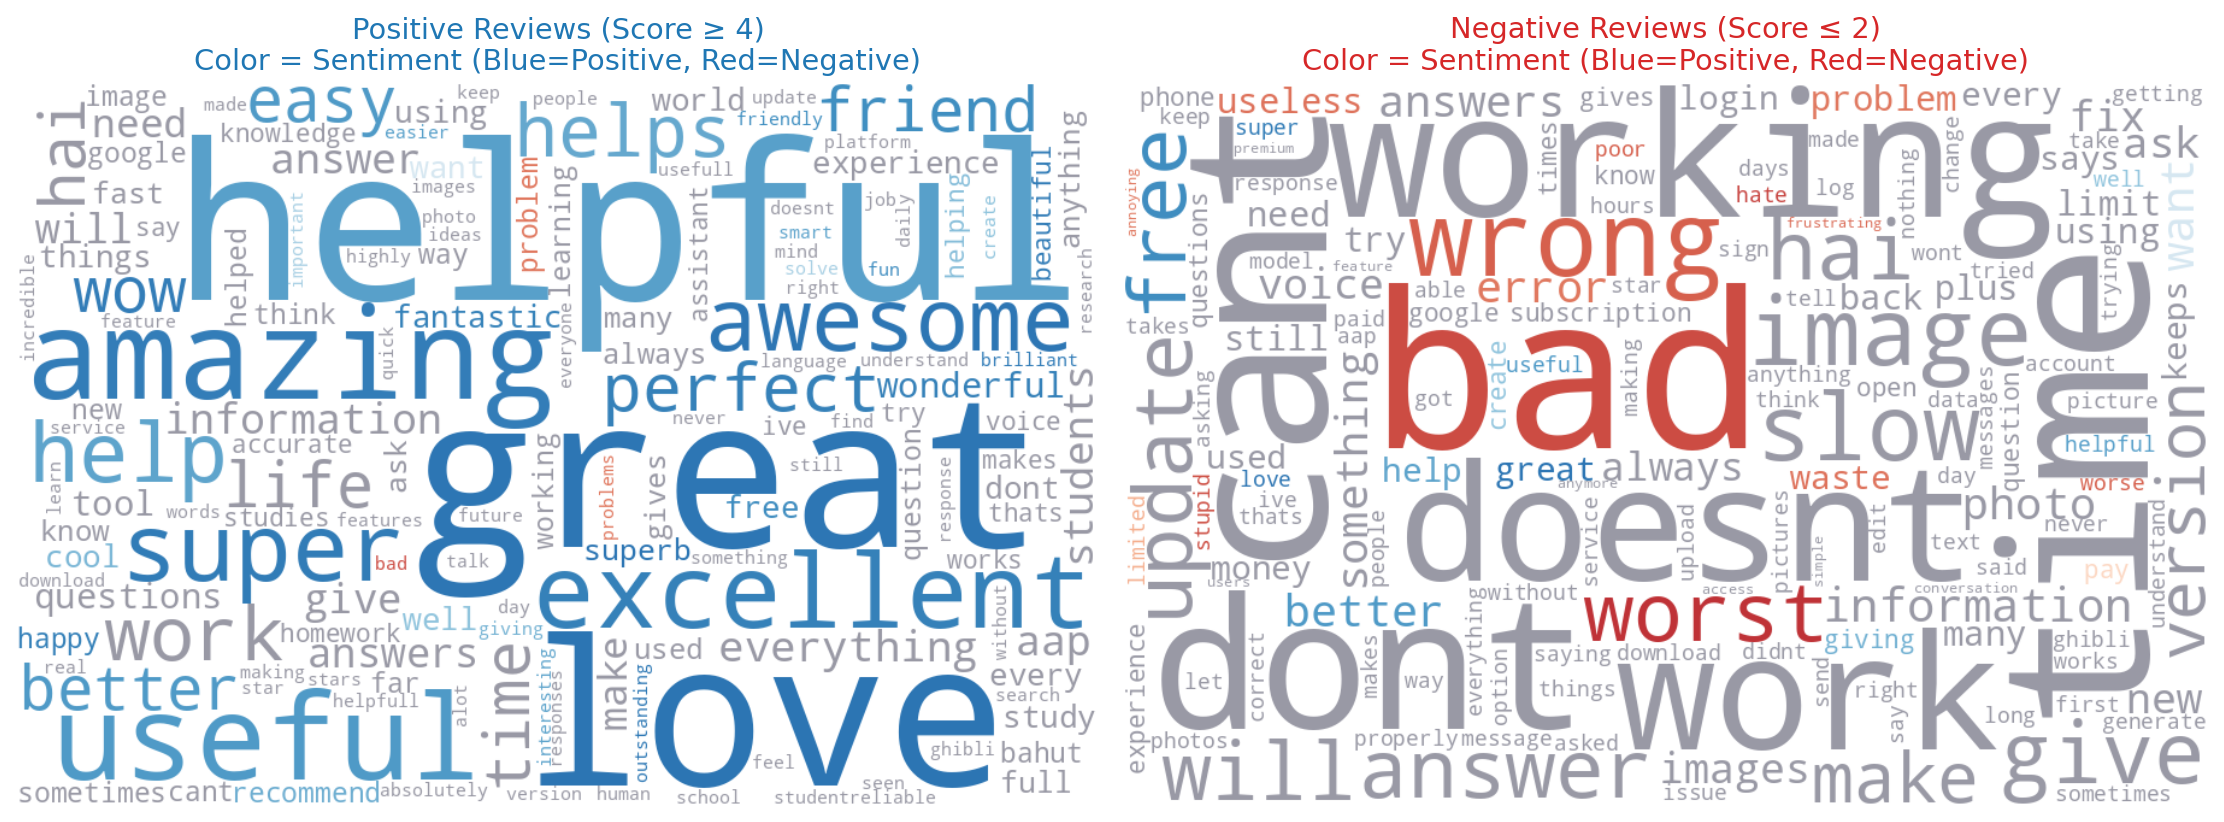 Positive Reviews (Score ≥ 4)
Color = Sentiment (Blue=Positive, Red=Negative)
image
made
easy
using
keep
people
world
update
friend
hai
need
knowledge
easier
helps
friendly
google
answer
want
platform
experience
anything
fast
images
problem
learning
usefull
helpful
will
say
photo
ideas
assistant
doesnt
job
daily
helping
create
beautiful
things
helped
important
highly
way
smart
mind
solve
fun
right
research
incredible
wow
feature
think
fantastic
everyone
many
awesome
amazing
quick
always
language
understand
brilliant
perfect
wonderful
students
new
service
information
never
ive
find
try
voice
help
accurate
great
working
problems
gives
still
question
response
makes
learn
tool
life
ask
words
studies
features
future
free
dont
thats
know
cool
super
bad
talk
superb
something
works
download
questions
give
day
excellent
without
happy
work
homework
well
giving
answers
love
make
used
everything
aap
real
making
stars
star
far
time
interesting
responses
outstanding
every
search
better
helpfull
alot
study
useful
feel
ghibli
bahut
seen
full
sometimes
cant
recommend
absolutely
version
human
school
student
reliable
Negative Reviews (Score ≤ 2)
Color = Sentiment (Blue=Positive, Red=Negative)
phone
keep
useless
answers
gives
login
problem
every
getting
fix
super
premium
cant
working
times
poor
know
days
made
nothing
change
take
says
ask
annoying
free
response
hours
hate
log
well
want
questions
need
try
wrong
sign
frustrating
hai
wont
limit
using
model
feature
voice
able
error
star
tried
trying
tell
back
plus
takes
still
paid
aap
google
subscription
bad
image
time
keeps
update
something
create
useful
making
anything
account
asking
got
think
open
data
messages
question
picture
version
used
help
great
always
slow
helpful
love
ive
thats
anymore
waste
day
worse
limited
stupid
people
doesnt
service
upload
pictures
edit
photo
text
never
understand
money
users
simple
said
pay
without
access
conversation
better
worst
information
experience
dont
correct
makes
everything
saying
download
didnt
giving
many
ghibli
works
let
way
option
things
work
send
right
say
long
first
new
generate
photos
will
properly
message
asked
answer
images
issue
make
give
sometimes